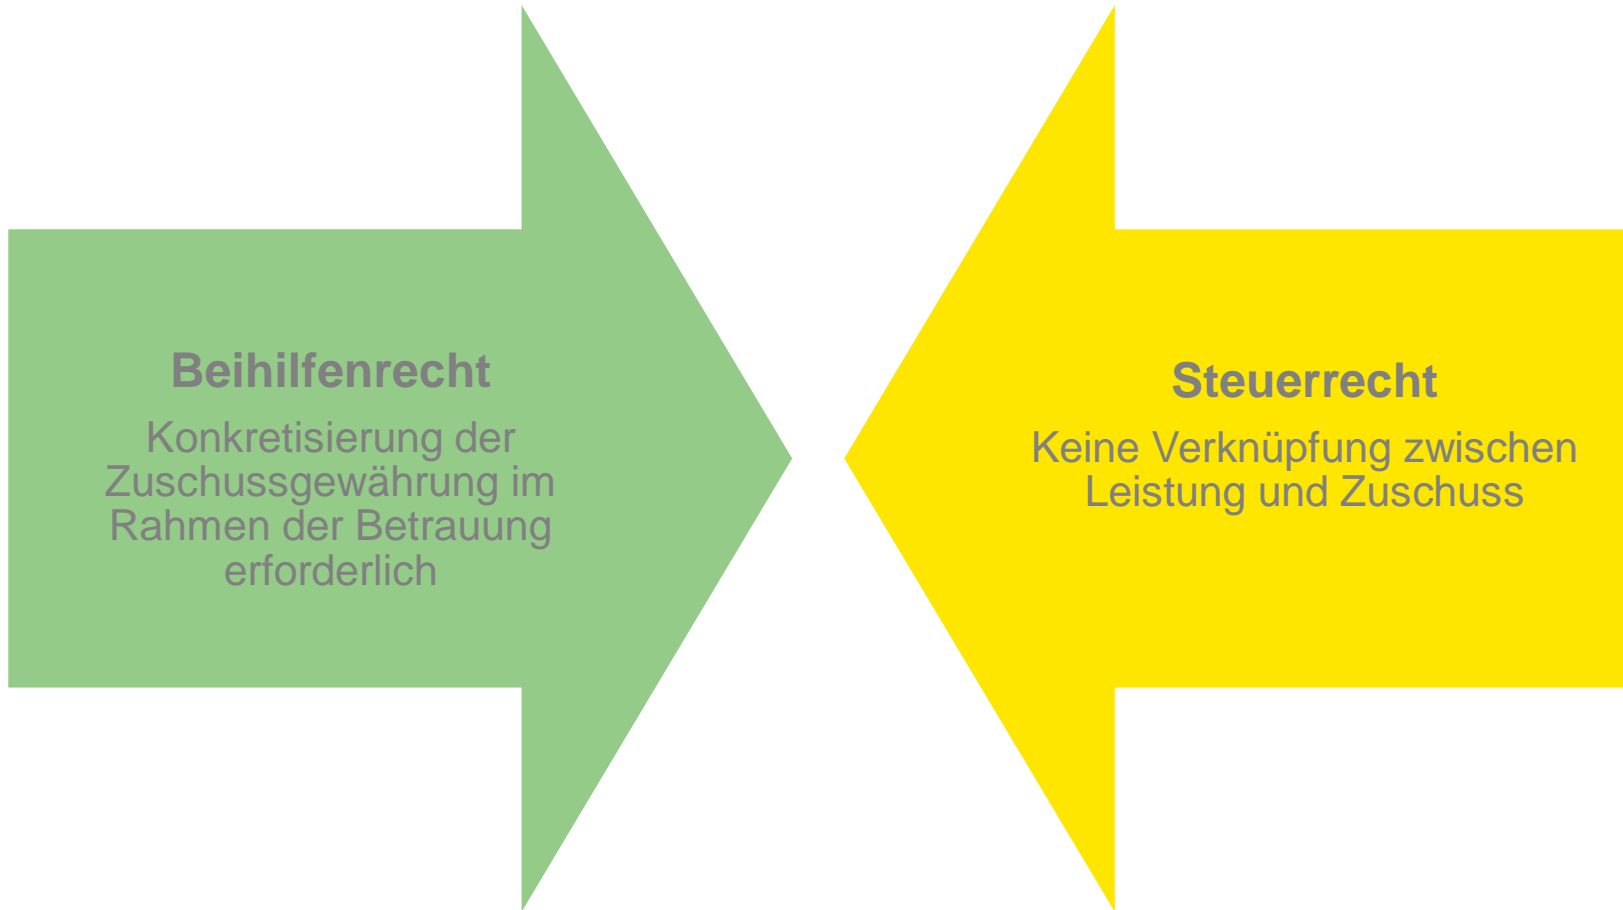 Beihilfenrecht
Konkretisierung der
Zuschussgewährung im
Rahmen der Betrauung
erforderlich
Steuerrecht
Keine Verknüpfung zwischen
Leistung und Zuschuss